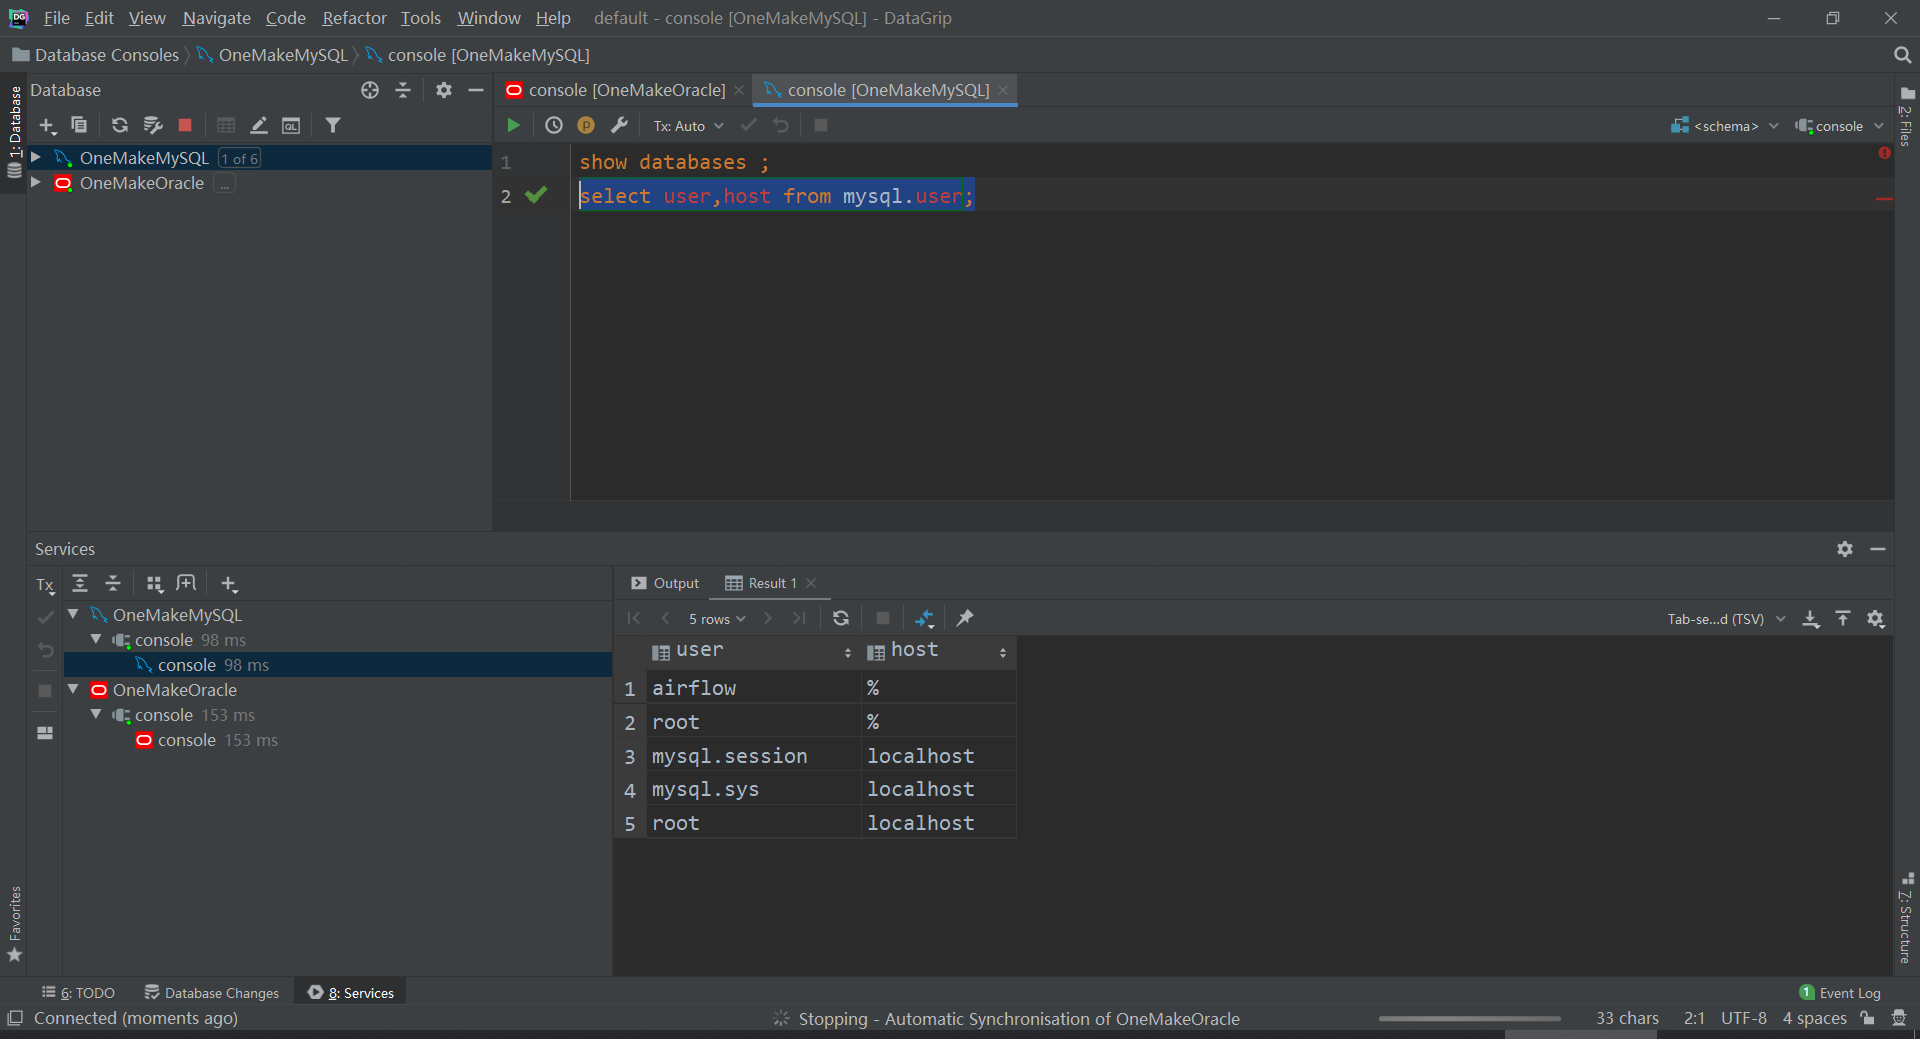 File Edit View Navigate Code Refactor Tools Window Help default - console [OneMakeMySQL] - DataGrip
Database Consoles OneMakeMySQL console [OneMakeMySQL]
1: Database
Database
console [OneMakeOracle] console [OneMakeMySQL]
2: Files
Tx: Auto <schema> console
OneMakeMySQL 1 of 6
OneMakeOracle ...
1 show databases ;
2 select user,host from mysql.user;
Services
Tx
OneMakeMySQL
console 98 ms
console 98 ms
OneMakeOracle
console 153 ms
console 153 ms
Output Result 1
5 rows Tab-se...d (TSV)
user host
1 airflow %
2 root %
3 mysql.session localhost
4 mysql.sys localhost
5 root localhost
Favorites
7: Structure
6: TODO Database Changes 8: Services 1 Event Log
Connected (moments ago) Stopping - Automatic Synchronisation of OneMakeOracle 33 chars 2:1 UTF-8 4 spaces